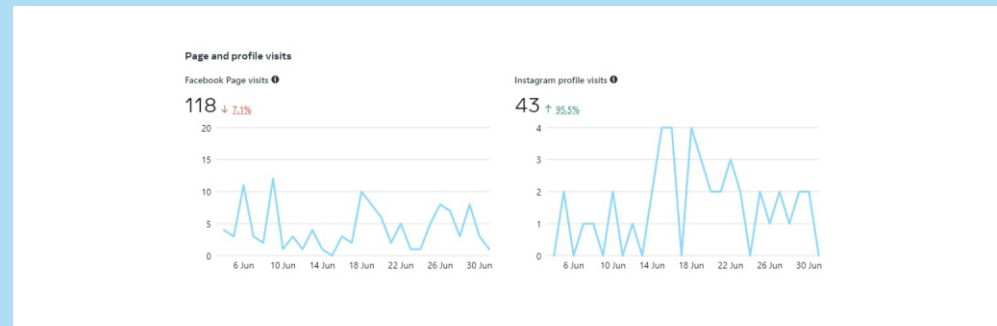 Page and profile visits
Facebook Page visits
118 ↓ 7.1%
20
15
10
5
0
6 Jun 10 Jun 14 Jun 18 Jun 22 Jun 26 Jun 30 Jun
Instagram profile visits
43 ↑ 95.5%
4
3
2
1
0
6 Jun 10 Jun 14 Jun 18 Jun 22 Jun 26 Jun 30 Jun